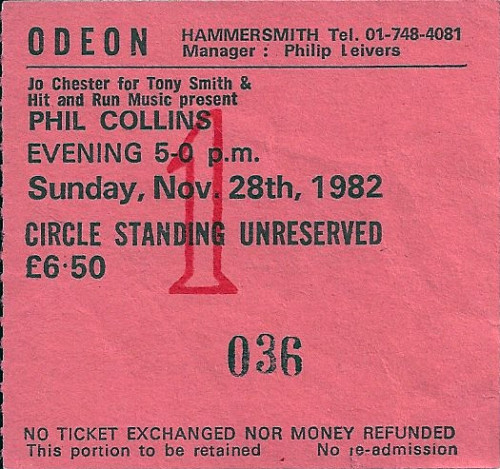 ODEON
HAMMERSMITH Tel. 01-748-4081
Manager : Philip Leivers
Jo Chester for Tony Smith &
Hit and Run Music present
PHIL COLLINS
EVENING 5-0 p.m.
Sunday, Nov. 28th, 1982
CIRCLE STANDING UNRESERVED
£6·50
1
036
NO TICKET EXCHANGED NOR MONEY REFUNDED
This portion to be retained No re-admission